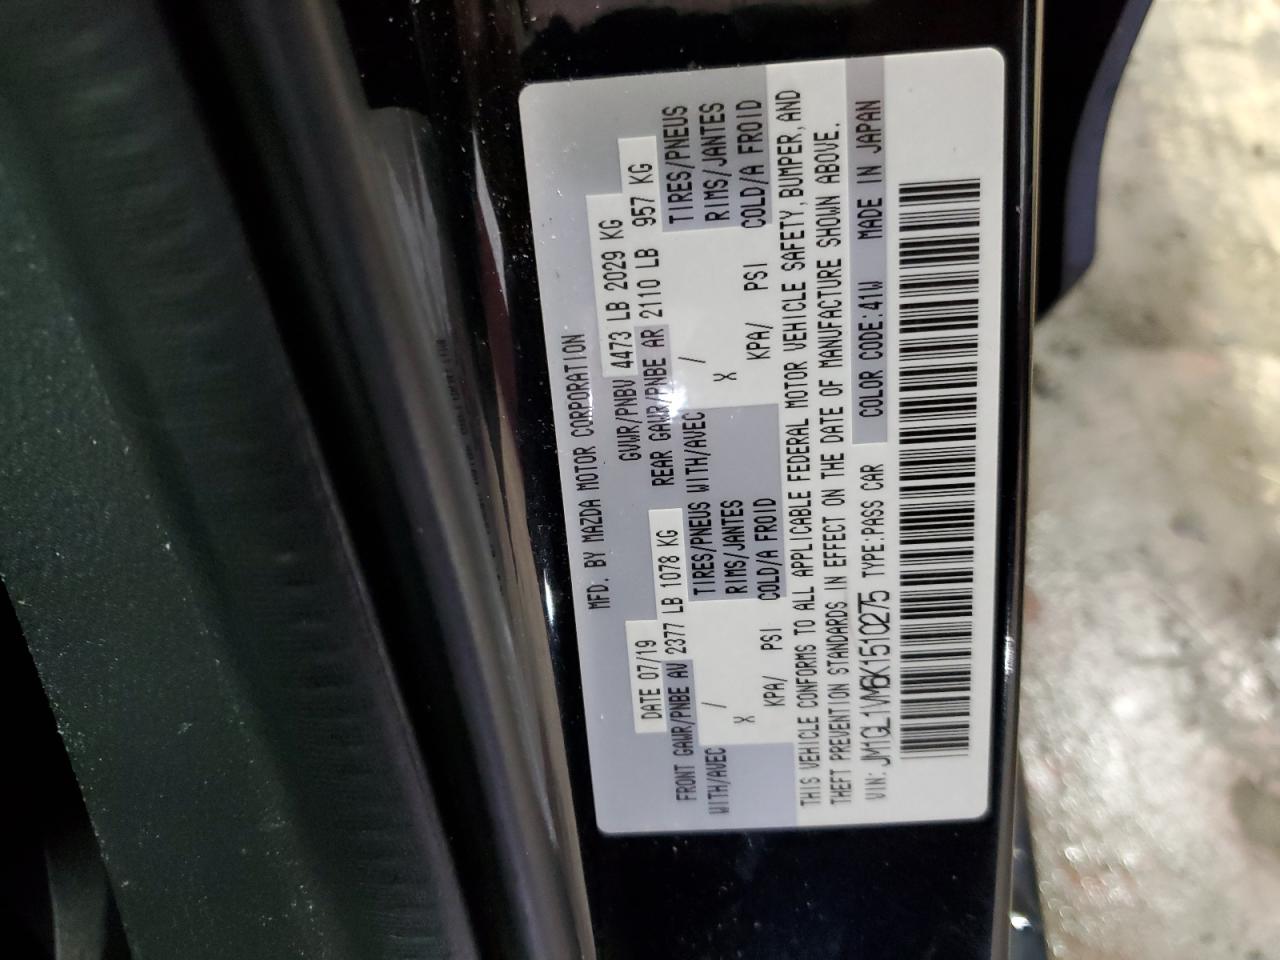 MFD. BY MAZDA MOTOR CORPORATION
DATE 07/19 GVWR/PNBV 4473 LB 2029 KG
FRONT GAWR/PNBE AV 2377 LB 1078 KG REAR GAWR/PNBE AR 2110 LB 957 KG
WITH/AVEC / TIRES/PNEUS WITH/AVEC / TIRES/PNEUS
X RIMS/JANTES X RIMS/JANTES
KPA/ PSI COLD/A FROID KPA/ PSI COLD/A FROID
THIS VEHICLE CONFORMS TO ALL APPLICABLE FEDERAL MOTOR VEHICLE SAFETY, BUMPER, AND
THEFT PREVENTION STANDARDS IN EFFECT ON THE DATE OF MANUFACTURE SHOWN ABOVE.
VIN: JM1GL1VM6K1510275 TYPE:PASS CAR COLOR CODE:41W MADE IN JAPAN